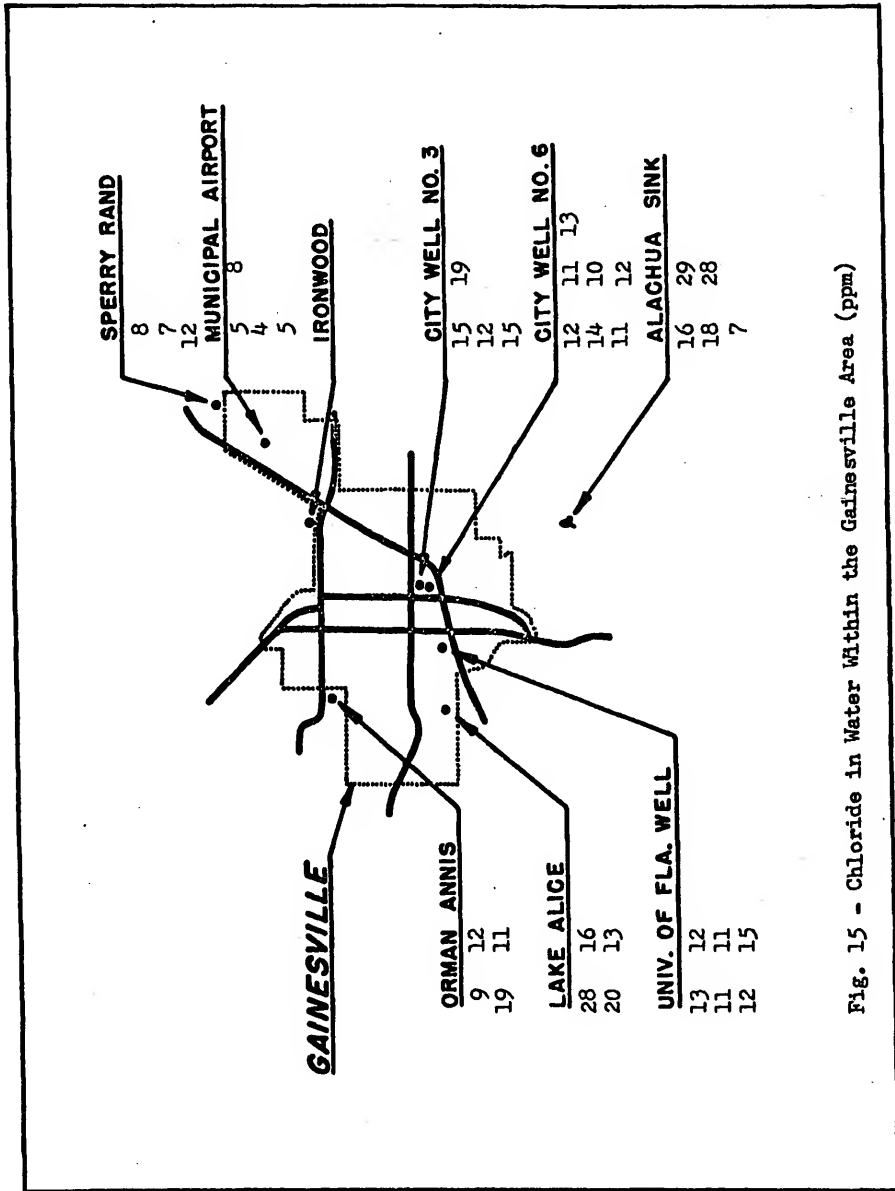 SPERRY RAND
8
7
12
MUNICIPAL AIRPORT
5 8
4
5
IRONWOOD
GAINESVILLE
CITY WELL NO. 3
15 19
12
15
CITY WELL NO. 6
12 11 13
14 10
11 12
ALACHUA SINK
16 29
18 28
7
ORMAN ANNIS
9 12
19 11
LAKE ALICE
28 16
20 13
UNIV. OF FLA. WELL
13 12
11 11
12 15
Fig. 15 - Chloride in Water Within the Gainesville Area (ppm)